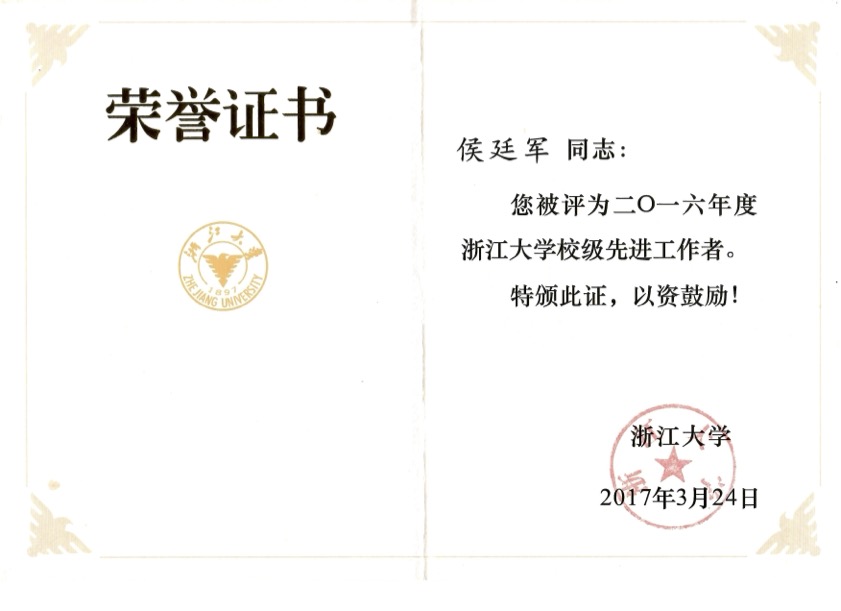 荣誉证书
浙江大学
1897
ZHEJIANG UNIVERSITY
侯廷军 同志：
您被评为二〇一六年度
浙江大学校级先进工作者。
特颁此证，以资鼓励！
浙江大学
2017年3月24日